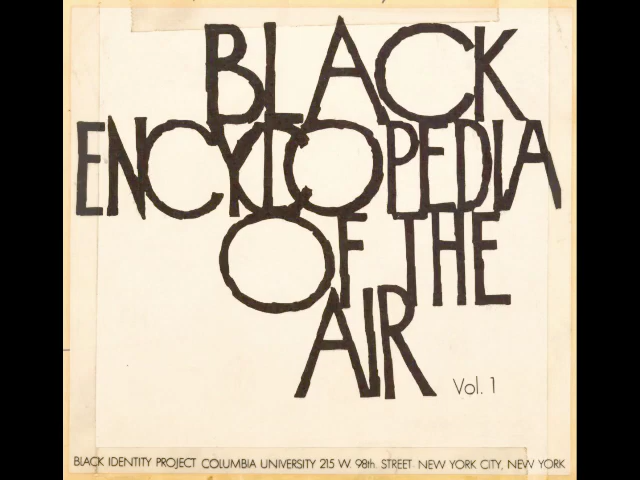 BLACK
ENCYCLOPEDIA
OF THE
AIR
Vol. 1
BLACK IDENTITY PROJECT COLUMBIA UNIVERSITY 215 W. 98th. STREET NEW YORK CITY, NEW YORK